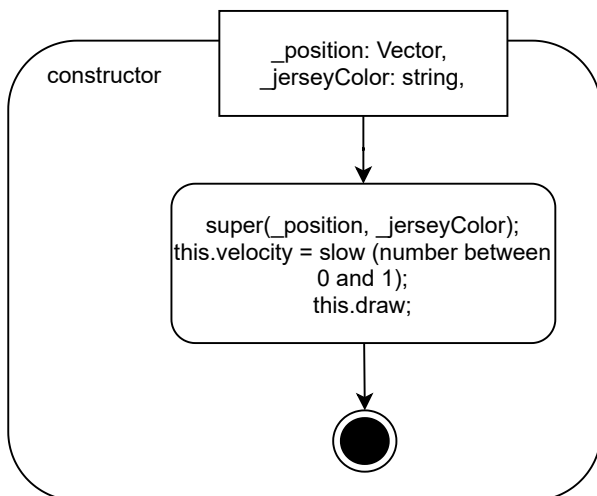 _position: Vector,
_jerseyColor: string,
constructor
super(_position, _jerseyColor);
this.velocity = slow (number between
0 and 1);
this.draw;